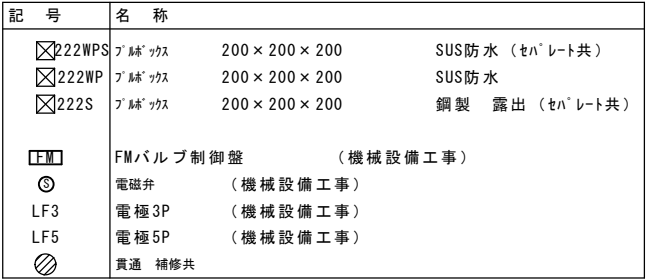 記 号 名 称
222WPS ﾌﾟﾙﾎﾞｯｸｽ 200×200×200 SUS防水（ｾﾊﾟﾚｰﾄ共）
222WP ﾌﾟﾙﾎﾞｯｸｽ 200×200×200 SUS防水
222S ﾌﾟﾙﾎﾞｯｸｽ 200×200×200 鋼製 露出（ｾﾊﾟﾚｰﾄ共）
FM FMバルブ制御盤 （機械設備工事）
S 電磁弁 （機械設備工事）
LF3 電極3P （機械設備工事）
LF5 電極5P （機械設備工事）
貫通 補修共